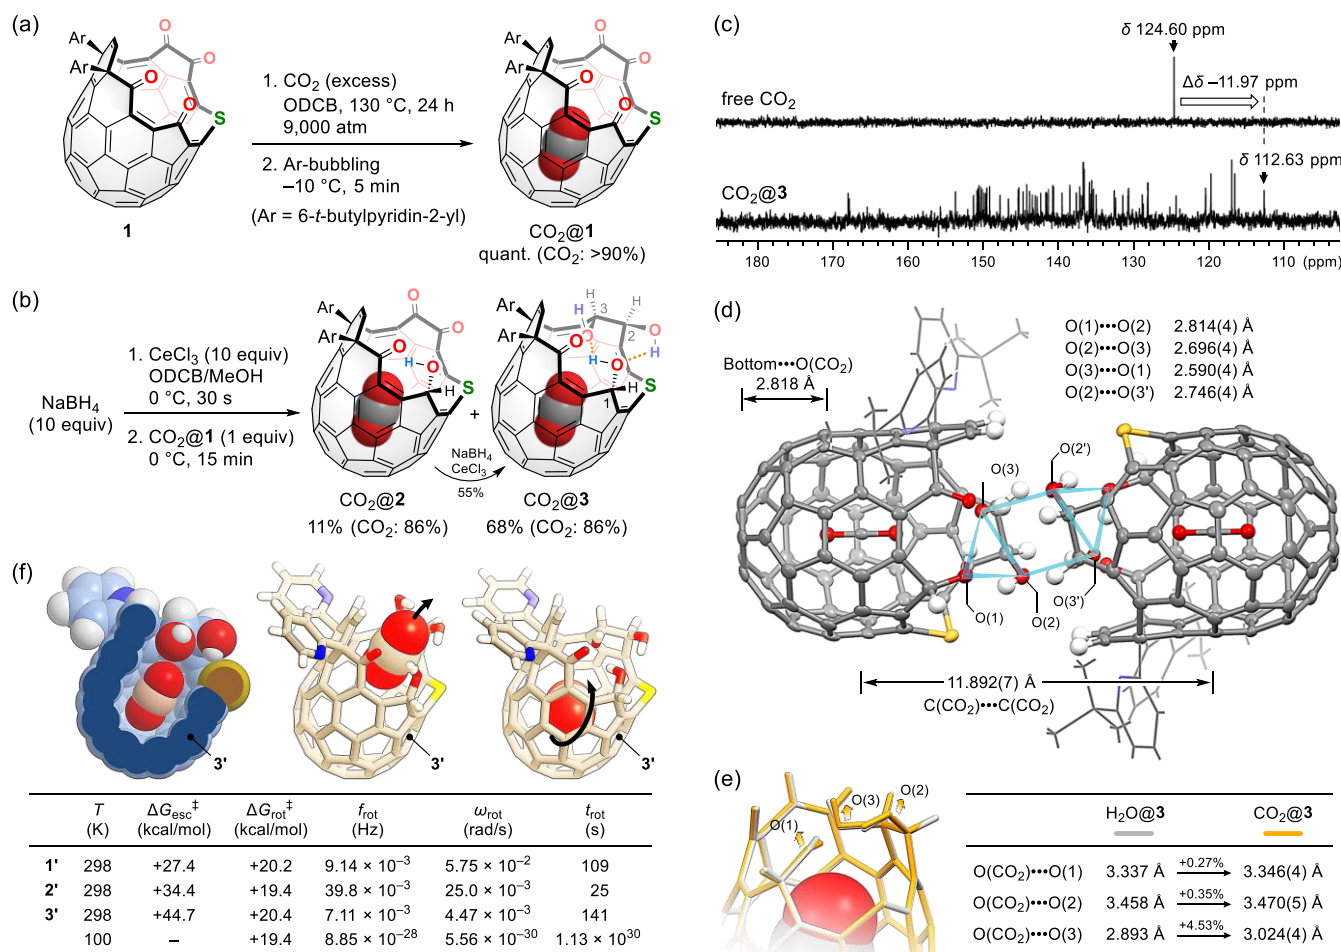 (a)
Ar
Ar
O
O
O
O
S
1
1. CO2 (excess)
ODCB, 130 °C, 24 h
9,000 atm
2. Ar-bubbling
–10 °C, 5 min
(Ar = 6-t-butylpyridin-2-yl)
Ar
Ar
O
O
O
O
S
CO2@1
quant. (CO2: >90%)
(b)
NaBH4
(10 equiv)
1. CeCl3 (10 equiv)
ODCB/MeOH
0 °C, 30 s
2. CO2@1 (1 equiv)
0 °C, 15 min
Ar
Ar
O
O
O
H
O
H
S
CO2@2
11% (CO2: 86%)
+
NaBH4
CeCl3
55%
Ar
Ar
H
H
H
3
2
O
O
H
O
H
O
H
1
S
CO2@3
68% (CO2: 86%)
(c)
δ 124.60 ppm
free CO2
Δδ –11.97 ppm
δ 112.63 ppm
CO2@3
180 170 160 150 140 130 120 110 (ppm)
(d)
O(1)•••O(2) 2.814(4) Å
O(2)•••O(3) 2.696(4) Å
O(3)•••O(1) 2.590(4) Å
O(2)•••O(3') 2.746(4) Å
Bottom•••O(CO2)
2.818 Å
O(3)
O(2')
O(1)
O(2)
O(3')
11.892(7) Å
C(CO2)•••C(CO2)
(e)
O(1)
O(3)
O(2)
H2O@3 CO2@3
O(CO2)•••O(1) 3.337 Å +0.27% 3.346(4) Å
O(CO2)•••O(2) 3.458 Å +0.35% 3.470(5) Å
O(CO2)•••O(3) 2.893 Å +4.53% 3.024(4) Å
(f)
3'
3'
3'
T ΔGesc‡ ΔGrot‡ frot ωrot trot
(K) (kcal/mol) (kcal/mol) (Hz) (rad/s) (s)
1' 298 +27.4 +20.2 9.14 × 10–3 5.75 × 10–2 109
2' 298 +34.4 +19.4 39.8 × 10–3 25.0 × 10–3 25
3' 298 +44.7 +20.4 7.11 × 10–3 4.47 × 10–3 141
100 – +19.4 8.85 × 10–28 5.56 × 10–30 1.13 × 1030